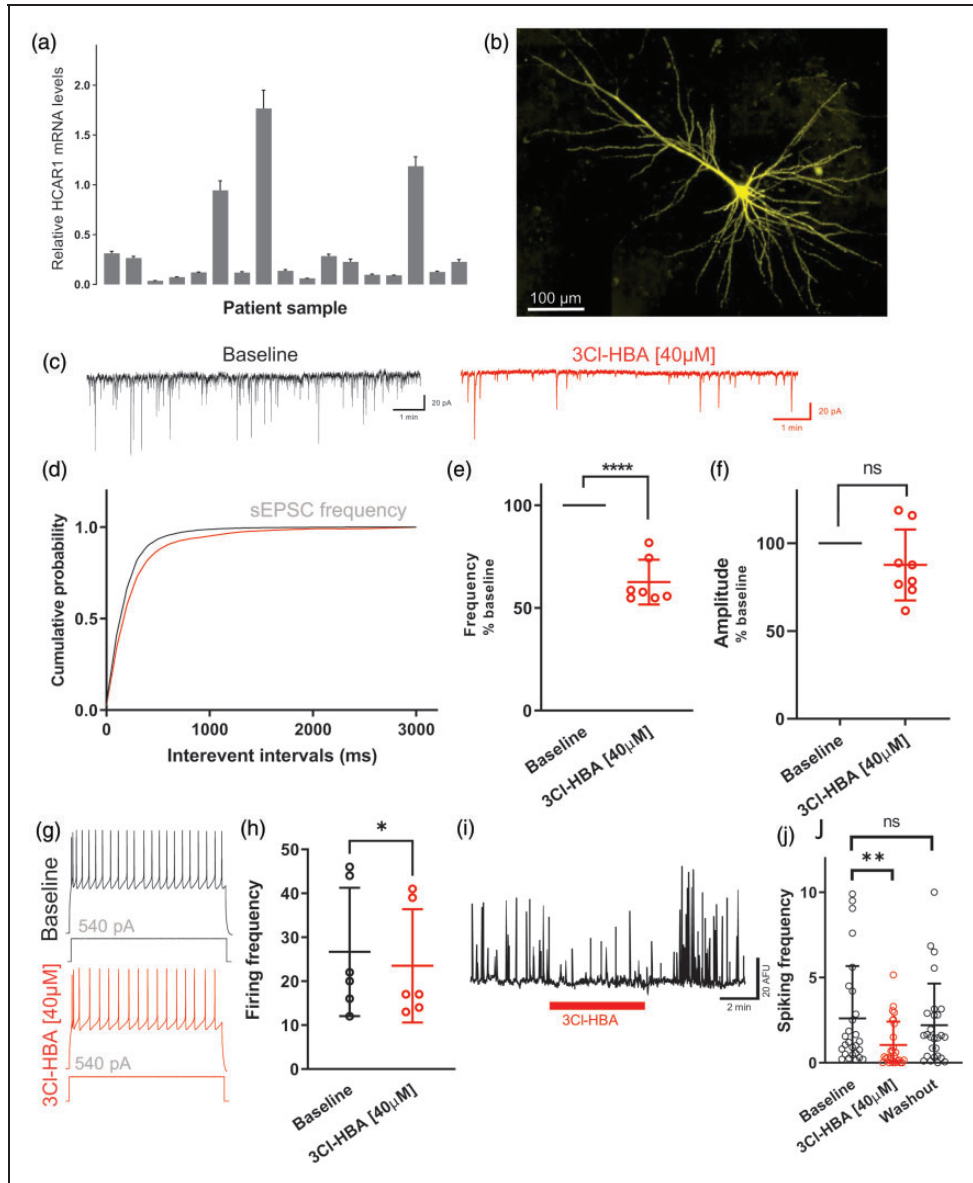 (a)
Relative HCAR1 mRNA levels
2.0
1.5
1.0
0.5
0.0
Patient sample
(b)
100 µm
(c)
Baseline
20 pA
1 min
3Cl-HBA [40µM]
20 pA
1 min
(d)
sEPSC frequency
Cumulative probability
1.0
0.5
0.0
0
1000
2000
3000
Interevent intervals (ms)
(e)
****
Frequency
% baseline
100
50
0
Baseline
3Cl-HBA [40µM]
(f)
ns
Amplitude
% baseline
100
50
0
Baseline
3Cl-HBA [40µM]
(g)
Baseline
540 pA
3Cl-HBA [40µM]
540 pA
(h)
*
Firing frequency
50
40
30
20
10
0
Baseline
3Cl-HBA [40µM]
(i)
3Cl-HBA
20 AFU
2 min
(j)
J
ns
**
Spiking frequency
10
5
0
Baseline
3Cl-HBA [40µM]
Washout